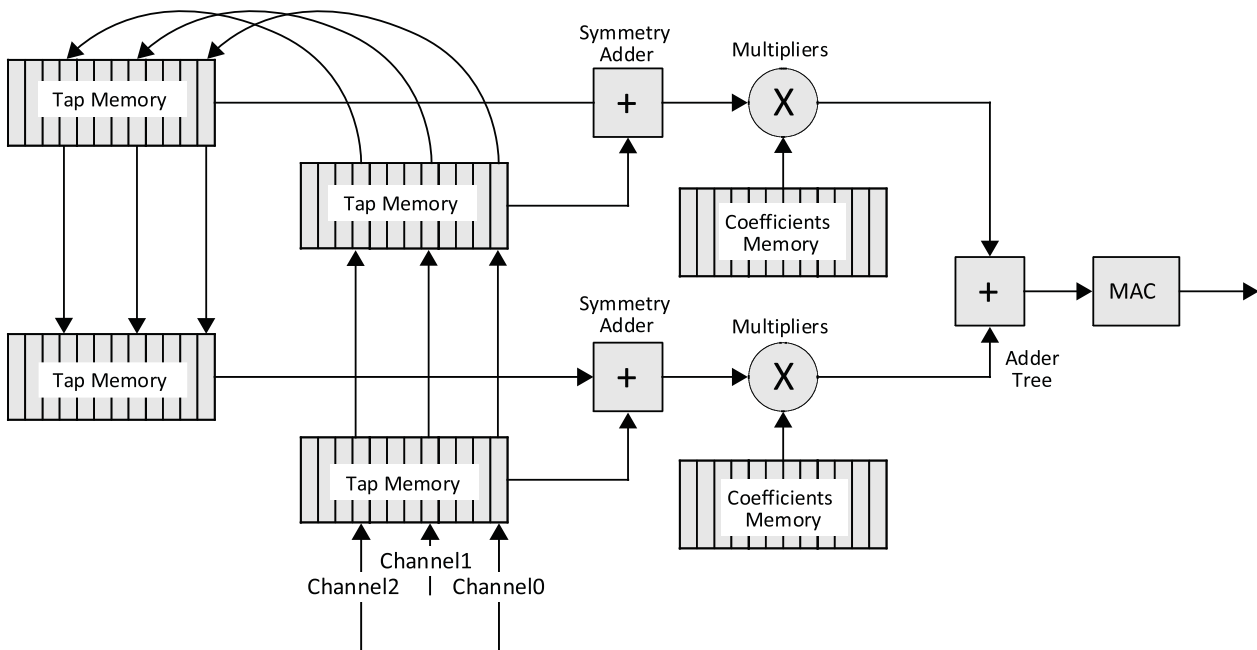 Symmetry
Adder
Multipliers
Tap Memory
+
X
Tap Memory
Coefficients
Memory
Symmetry
Adder
Multipliers
+
MAC
Tap Memory
+
X
Adder
Tree
Tap Memory
Coefficients
Memory
Channel1
Channel2
Channel0